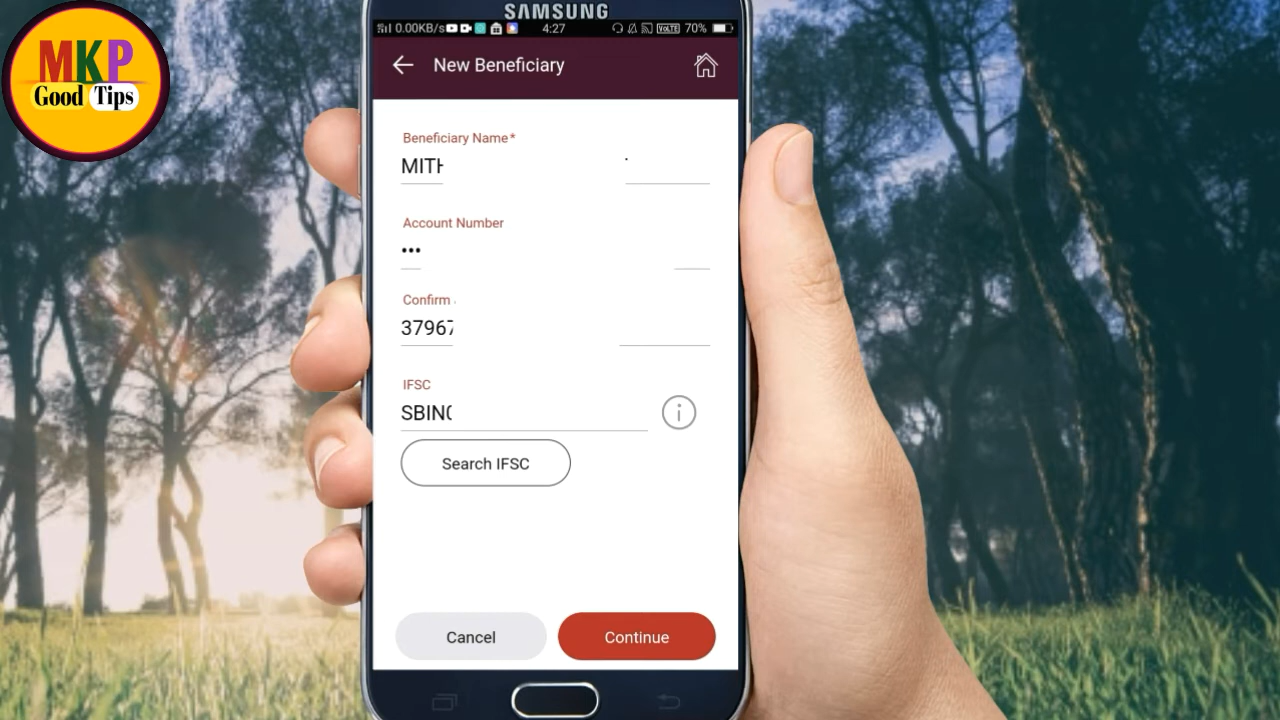 SAMSUNG
MKP
Good Tips
0.00KB/s 4:27 VoLTE 70%
New Beneficiary
Beneficiary Name*
MITH
Account Number
•••
Confirm
37967
IFSC
SBIN0
Search IFSC
Cancel
Continue